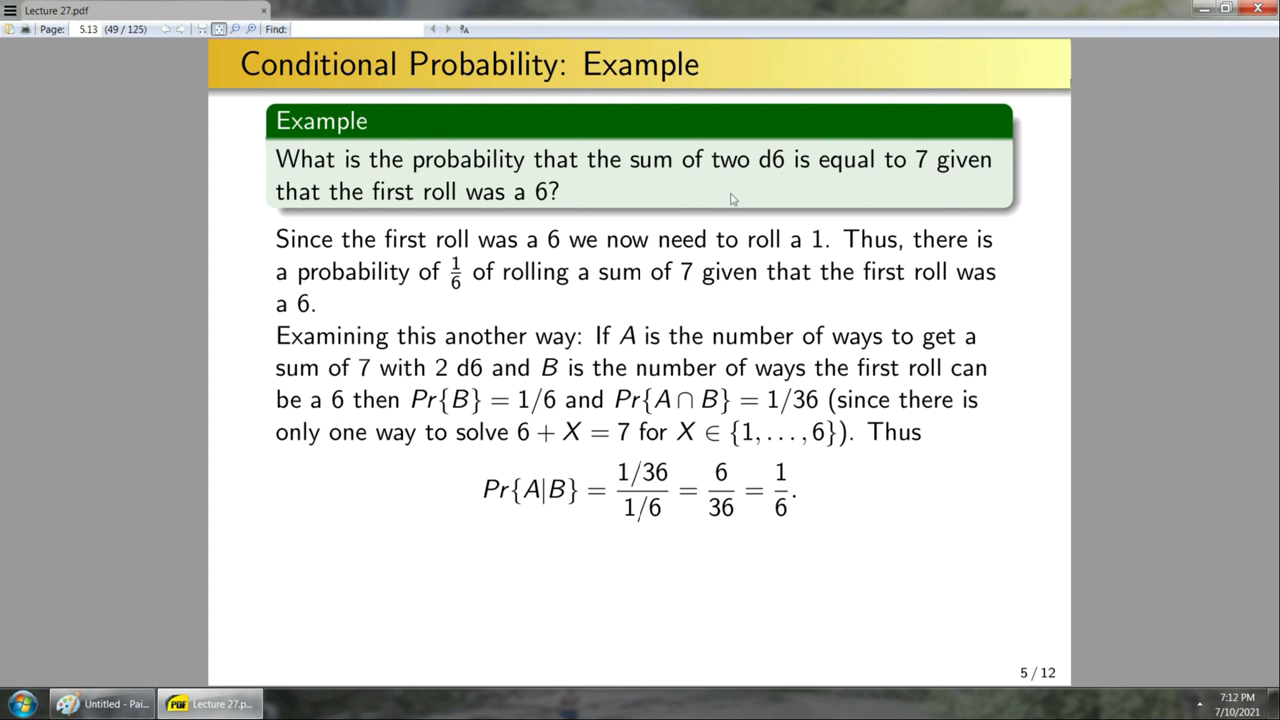 Lecture 27.pdf
Page: 5.13 (49 / 125) Find:
Conditional Probability: Example
Example
What is the probability that the sum of two d6 is equal to 7 given
that the first roll was a 6?
Since the first roll was a 6 we now need to roll a 1. Thus, there is
a probability of 1/6 of rolling a sum of 7 given that the first roll was
a 6.
Examining this another way: If A is the number of ways to get a
sum of 7 with 2 d6 and B is the number of ways the first roll can
be a 6 then Pr{B} = 1/6 and Pr{A ∩ B} = 1/36 (since there is
only one way to solve 6 + X = 7 for X ∈ {1, . . . , 6}). Thus
Pr{A|B} = (1/36)/(1/6) = 6/36 = 1/6.
5 / 12
Untitled - Pai... PDF Lecture 27.p...
7:12 PM
7/10/2021